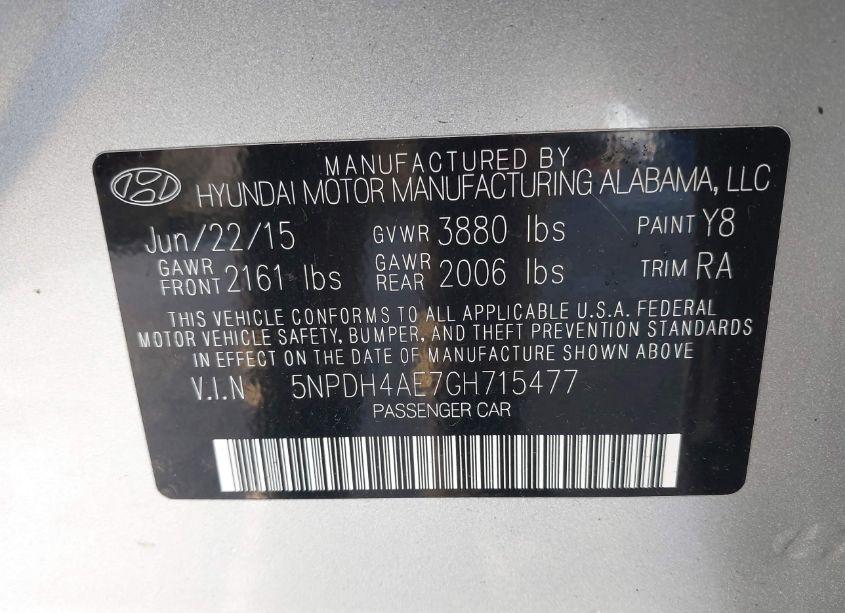 MANUFACTURED BY
HYUNDAI MOTOR MANUFACTURING ALABAMA, LLC
Jun/22/15 GVWR 3880 lbs PAINT Y8
GAWR FRONT 2161 lbs GAWR REAR 2006 lbs TRIM RA
THIS VEHICLE CONFORMS TO ALL APPLICABLE U.S.A. FEDERAL
MOTOR VEHICLE SAFETY, BUMPER, AND THEFT PREVENTION STANDARDS
IN EFFECT ON THE DATE OF MANUFACTURE SHOWN ABOVE
V.I.N 5NPDH4AE7GH715477
PASSENGER CAR